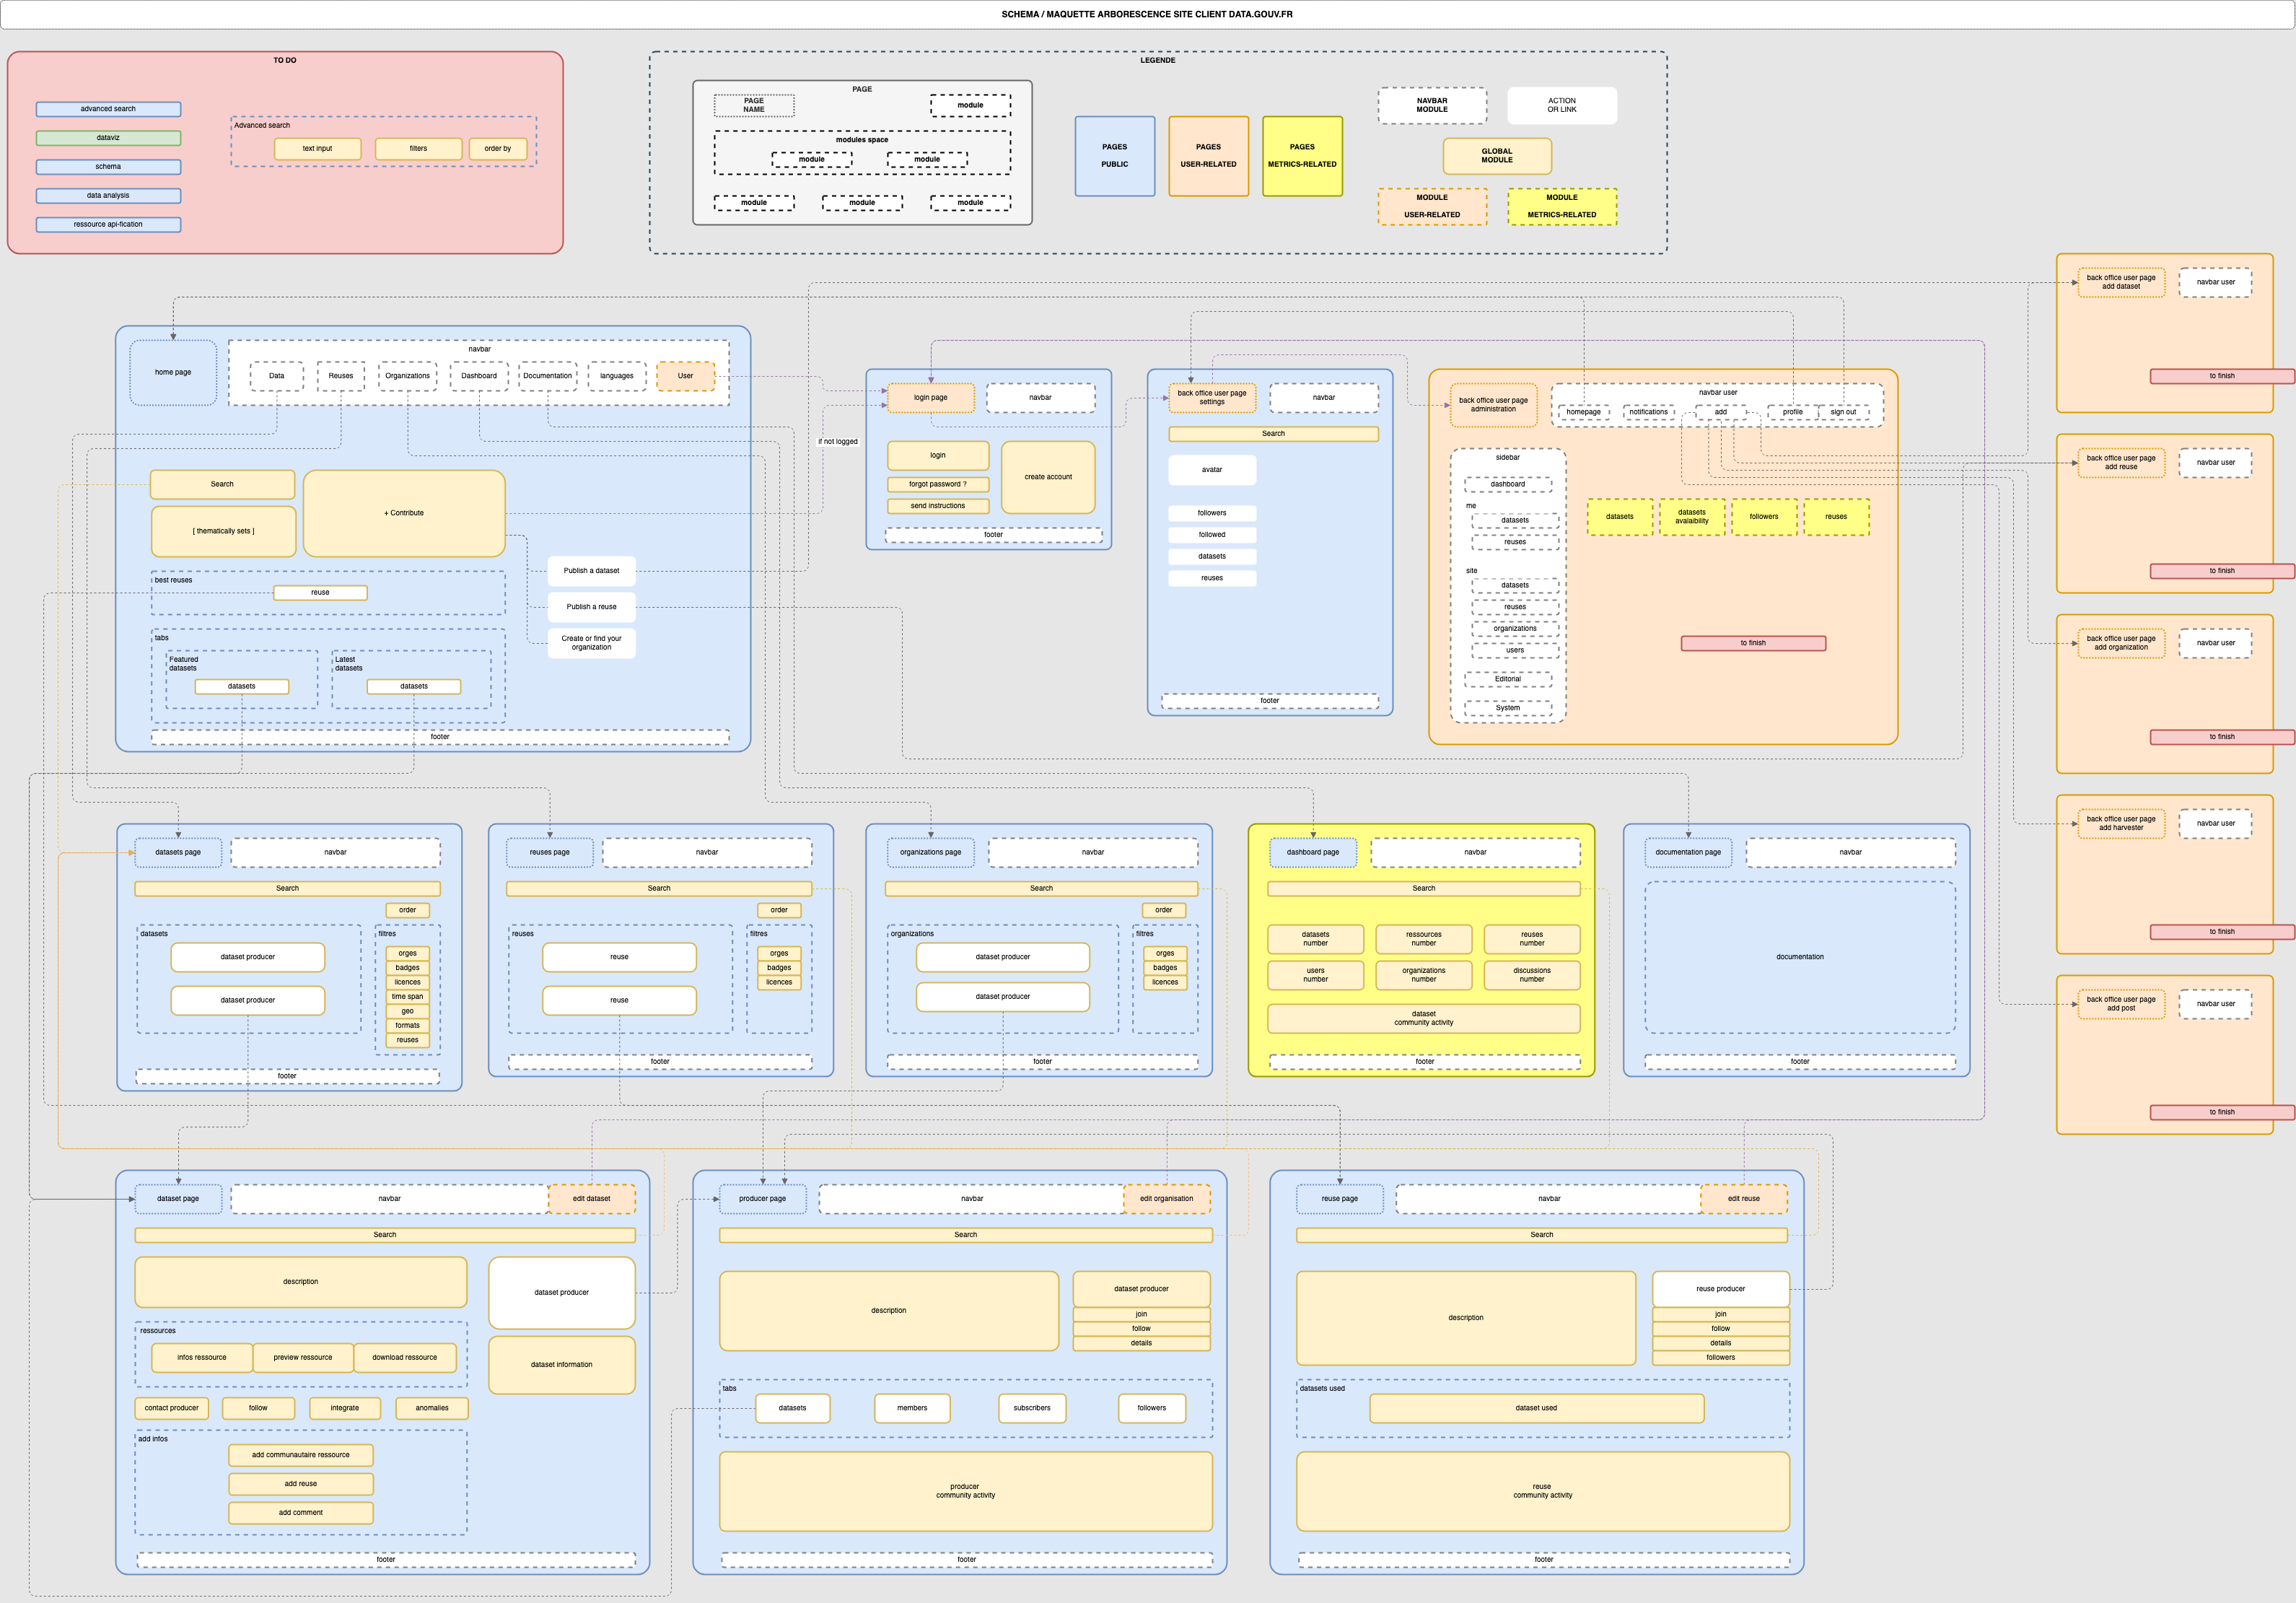 SCHEMA / MAQUETTE ARBORESCENCE SITE CLIENT DATA.GOUV.FR
TO DO
advanced search
dataviz
schema
data analysis
ressource api-fication
Advanced search
text input
filters
order by
LEGENDE
PAGE
PAGE
NAME
module
modules space
module
module
module
module
module
PAGES
PUBLIC
PAGES
USER-RELATED
PAGES
METRICS-RELATED
NAVBAR
MODULE
ACTION
OR LINK
GLOBAL
MODULE
MODULE
USER-RELATED
MODULE
METRICS-RELATED
home page
navbar
Data
Reuses
Organizations
Dashboard
Documentation
languages
User
Search
[ thematically sets ]
+ Contribute
Publish a dataset
Publish a reuse
Create or find your
organization
best reuses
reuse
tabs
Featured
datasets
datasets
Latest
datasets
datasets
footer
if not logged
login page
navbar
login
forgot password ?
send instructions
create account
footer
back office user page
settings
navbar
Search
avatar
followers
followed
datasets
reuses
footer
back office user page
administration
navbar user
homepage
notifications
add
profile
sign out
sidebar
dashboard
me
datasets
reuses
site
datasets
reuses
organizations
users
Editorial
System
datasets
datasets
avalaibility
followers
reuses
to finish
back office user page
add dataset
navbar user
to finish
back office user page
add reuse
navbar user
to finish
back office user page
add organization
navbar user
to finish
back office user page
add harvester
navbar user
to finish
back office user page
add post
navbar user
to finish
datasets page
navbar
Search
order
datasets
dataset producer
dataset producer
filtres
orges
badges
licences
time span
geo
formats
reuses
footer
reuses page
navbar
Search
order
reuses
reuse
reuse
filtres
orges
badges
licences
footer
organizations page
navbar
Search
order
organizations
dataset producer
dataset producer
filtres
orges
badges
licences
footer
dashboard page
navbar
Search
datasets
number
ressources
number
reuses
number
users
number
organizations
number
discussions
number
dataset
community activity
footer
documentation page
navbar
documentation
footer
dataset page
navbar
edit dataset
Search
description
dataset producer
ressources
infos ressource
preview ressource
download ressource
dataset information
contact producer
follow
integrate
anomalies
add infos
add communautaire ressource
add reuse
add comment
footer
producer page
navbar
edit organisation
Search
description
dataset producer
join
follow
details
tabs
datasets
members
subscribers
followers
producer
community activity
footer
reuse page
navbar
edit reuse
Search
description
reuse producer
join
follow
details
followers
datasets used
dataset used
reuse
community activity
footer